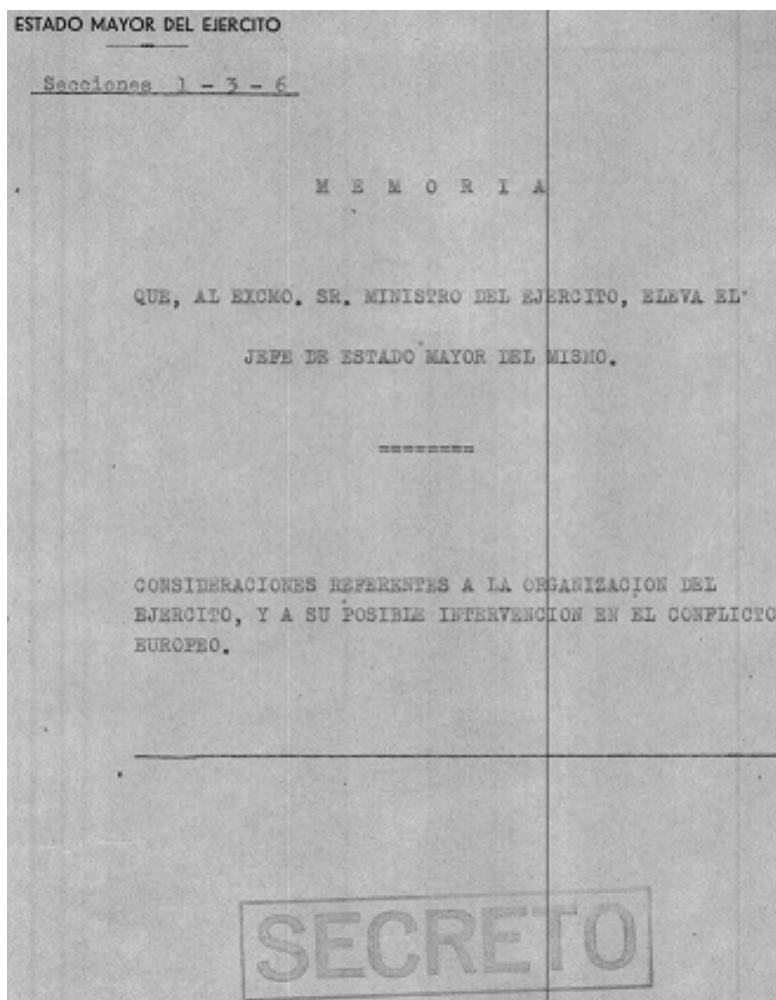 ESTADO MAYOR DEL EJERCITO
Secciones 1 - 3 - 6
M E M O R I A
QUE, AL EXCMO. SR. MINISTRO DEL EJERCITO, ELEVA EL
JEFE DE ESTADO MAYOR DEL MISMO.
========
CONSIDERACIONES REFERENTES A LA ORGANIZACION DEL
EJERCITO, Y A SU POSIBLE INTERVENCION EN EL CONFLICTO
EUROPEO.
SECRETO